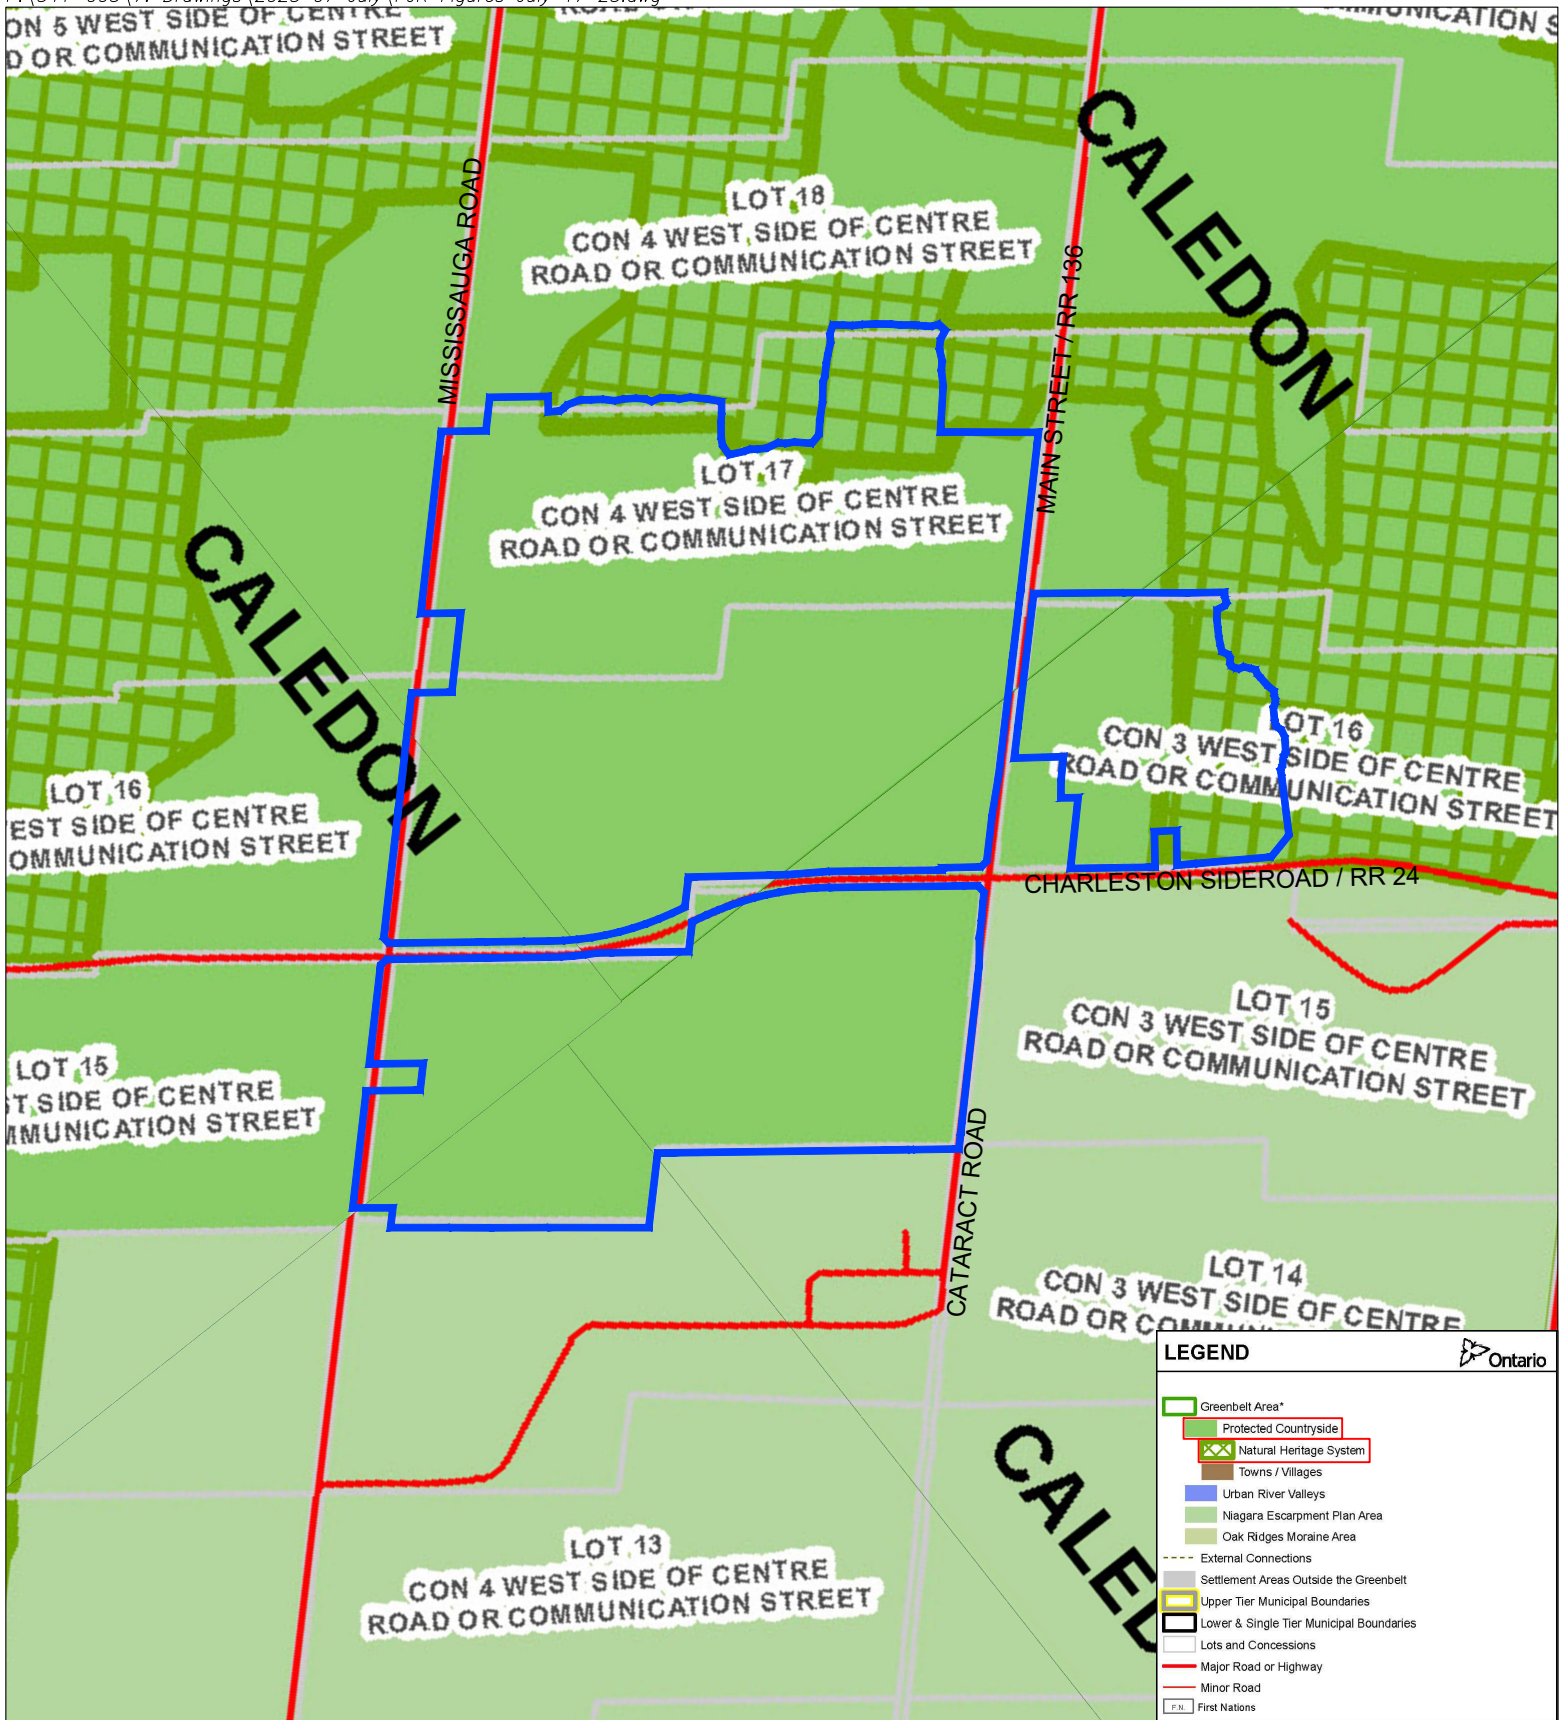 ON 5 WEST SIDE OF CENTRE
D OR COMMUNICATION STREET
MISSISSAUGA ROAD
LOT 18
CON 4 WEST SIDE OF CENTRE
ROAD OR COMMUNICATION STREET
CALEDON
MAIN STREET / RR 136
LOT 17
CON 4 WEST SIDE OF CENTRE
ROAD OR COMMUNICATION STREET
CALEDON
OT 16
CON 3 WEST SIDE OF CENTRE
ROAD OR COMMUNICATION STREET
LOT 16
EST SIDE OF CENTRE
OMMUNICATION STREET
CHARLESTON SIDEROAD / RR 24
LOT 15
CON 3 WEST SIDE OF CENTRE
ROAD OR COMMUNICATION STREET
LOT 15
ST SIDE OF CENTRE
MMUNICATION STREET
CATARACT ROAD
LOT 14
CON 3 WEST SIDE OF CENTRE
ROAD OR
CALED
LOT 13
CON 4 WEST SIDE OF CENTRE
ROAD OR COMMUNICATION STREET
LEGEND
Ontario
Greenbelt Area*
Protected Countryside
Natural Heritage System
Towns / Villages
Urban River Valleys
Niagara Escarpment Plan Area
Oak Ridges Moraine Area
External Connections
Settlement Areas Outside the Greenbelt
Upper Tier Municipal Boundaries
Lower & Single Tier Municipal Boundaries
Lots and Concessions
Major Road or Highway
Minor Road
F.N. First Nations